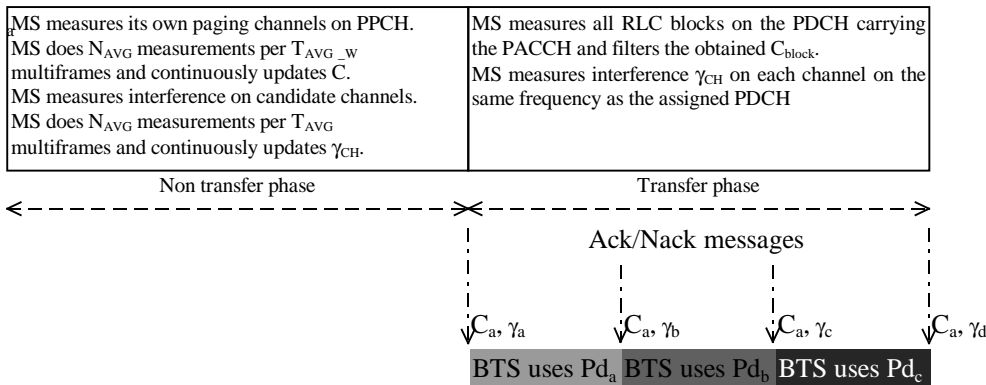 MS measures its own paging channels on PPCH.
a
MS does N_AVG measurements per T_AVG_W
multiframes and continuously updates C.
MS measures interference on candidate channels.
MS does N_AVG measurements per T_AVG
multiframes and continuously updates γ_CH.
MS measures all RLC blocks on the PDCH carrying
the PACCH and filters the obtained C_block.
MS measures interference γ_CH on each channel on the
same frequency as the assigned PDCH
Non transfer phase
Transfer phase
Ack/Nack messages
C_a, γ_a
C_a, γ_b
C_a, γ_c
C_a, γ_d
BTS uses Pd_a
BTS uses Pd_b
BTS uses Pd_c